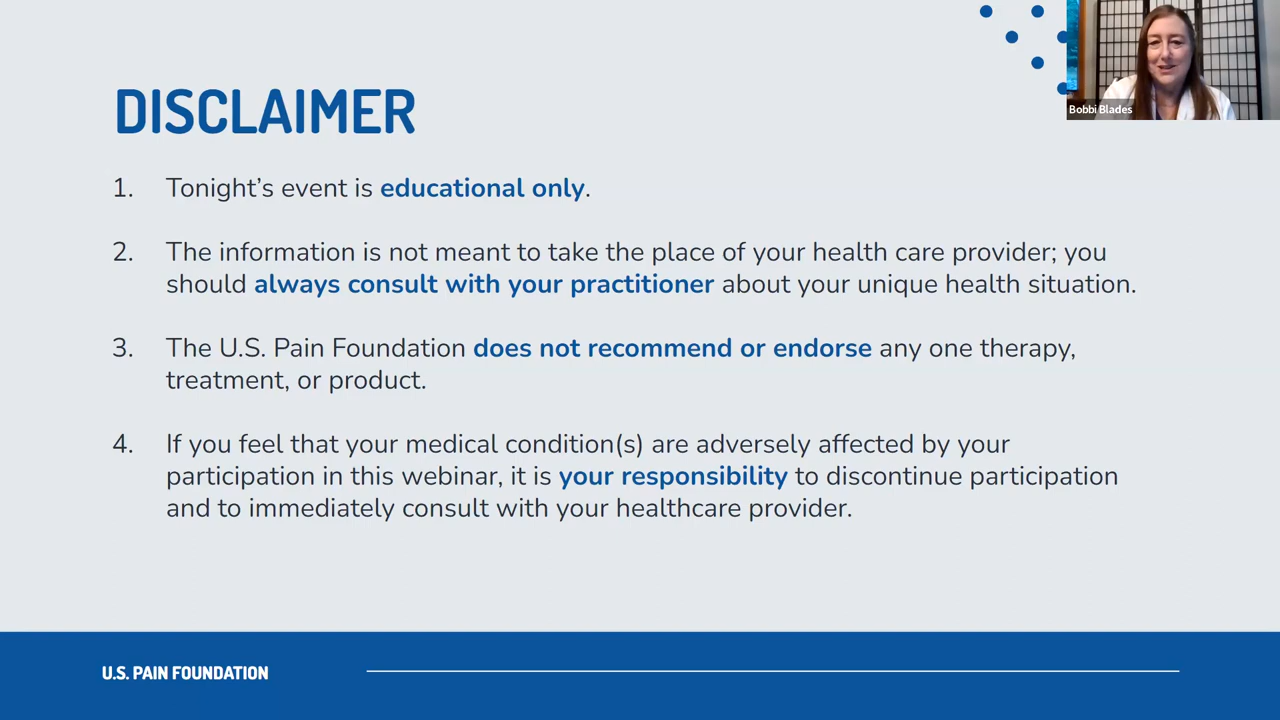 Bobbi Blades
DISCLAIMER
1. Tonight’s event is educational only.
2. The information is not meant to take the place of your health care provider; you
should always consult with your practitioner about your unique health situation.
3. The U.S. Pain Foundation does not recommend or endorse any one therapy,
treatment, or product.
4. If you feel that your medical condition(s) are adversely affected by your
participation in this webinar, it is your responsibility to discontinue participation
and to immediately consult with your healthcare provider.
U.S. PAIN FOUNDATION